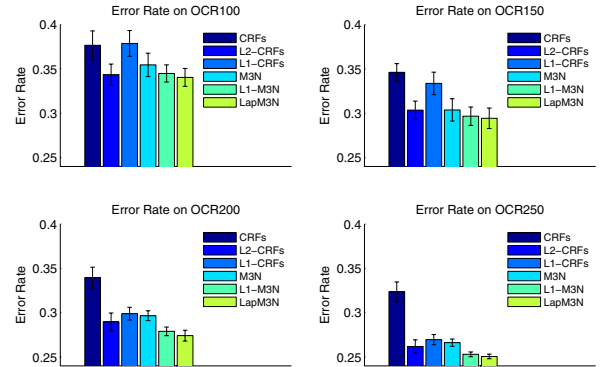 Error Rate on OCR100
0.4
0.35
0.3
0.25
Error Rate
CRFs
L2−CRFs
L1−CRFs
M3N
L1−M3N
LapM3N
Error Rate on OCR150
0.4
0.35
0.3
0.25
Error Rate
CRFs
L2−CRFs
L1−CRFs
M3N
L1−M3N
LapM3N
Error Rate on OCR200
0.4
0.35
0.3
0.25
Error Rate
CRFs
L2−CRFs
L1−CRFs
M3N
L1−M3N
LapM3N
Error Rate on OCR250
0.4
0.35
0.3
0.25
Error Rate
CRFs
L2−CRFs
L1−CRFs
M3N
L1−M3N
LapM3N